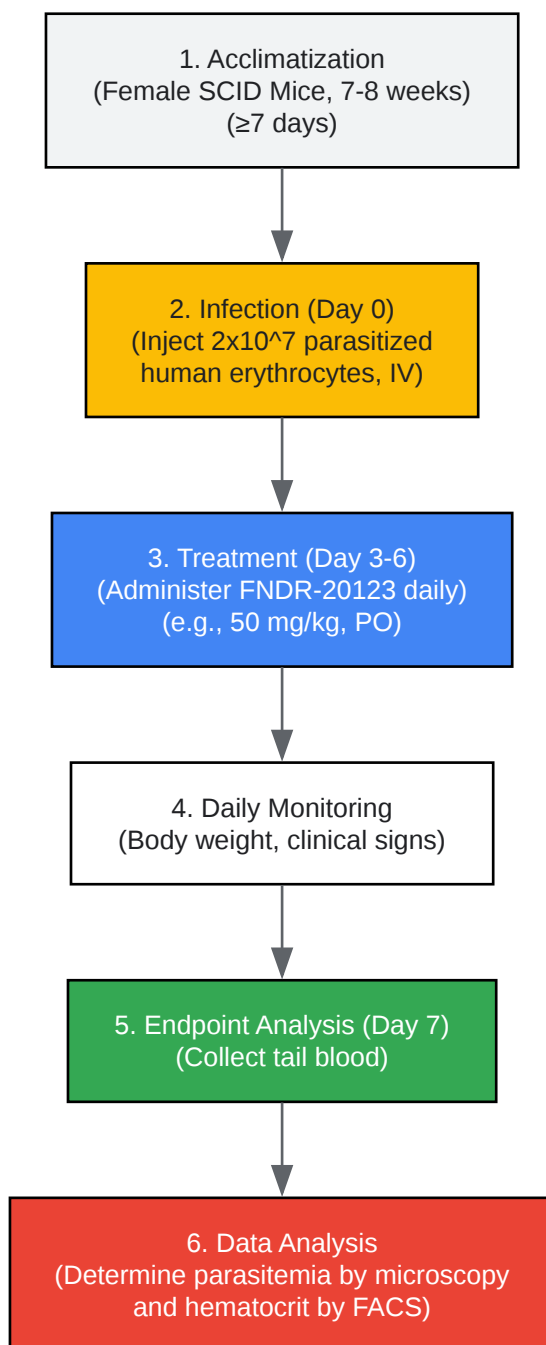 1. Acclimatization
(Female SCID Mice, 7-8 weeks)
(≥7 days)
2. Infection (Day 0)
(Inject 2x10^7 parasitized
human erythrocytes, IV)
3. Treatment (Day 3-6)
(Administer FNDR-20123 daily)
(e.g., 50 mg/kg, PO)
4. Daily Monitoring
(Body weight, clinical signs)
5. Endpoint Analysis (Day 7)
(Collect tail blood)
6. Data Analysis
(Determine parasitemia by microscopy
and hematocrit by FACS)